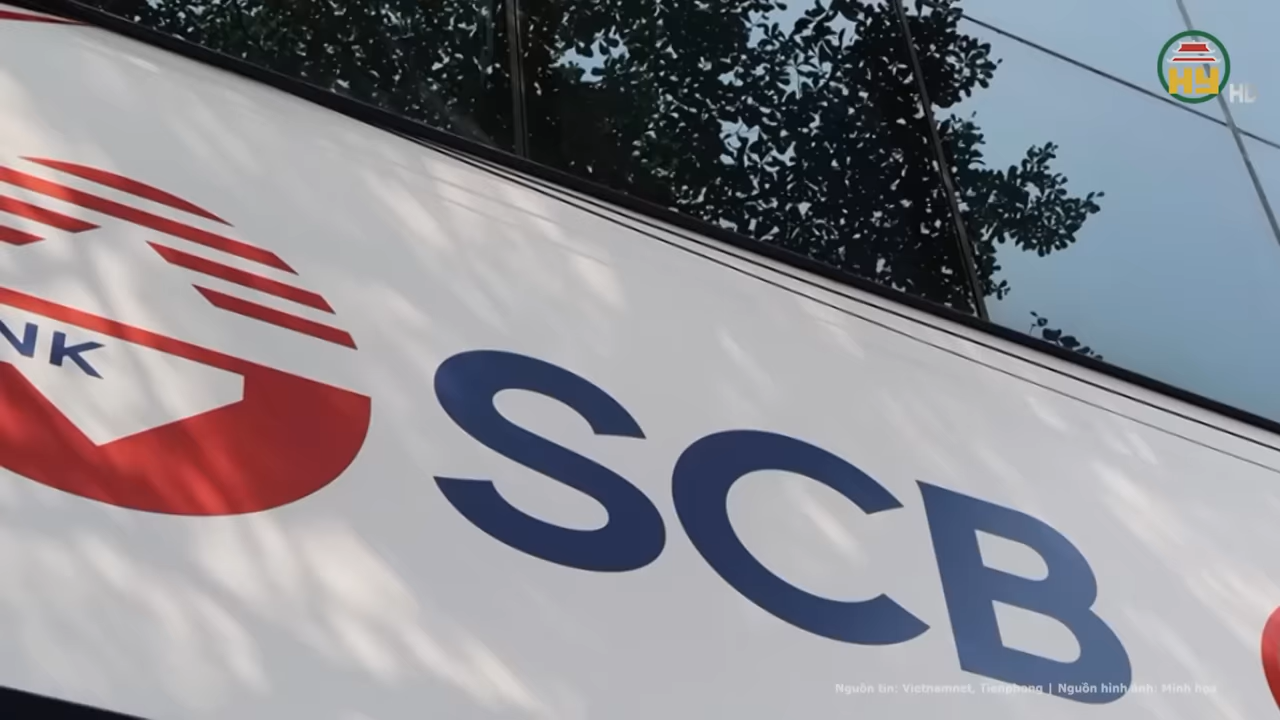 HY HD
NK
SCB
Nguồn tin: Vietnamnet, Tienphong | Nguồn hình ảnh: Minh họa